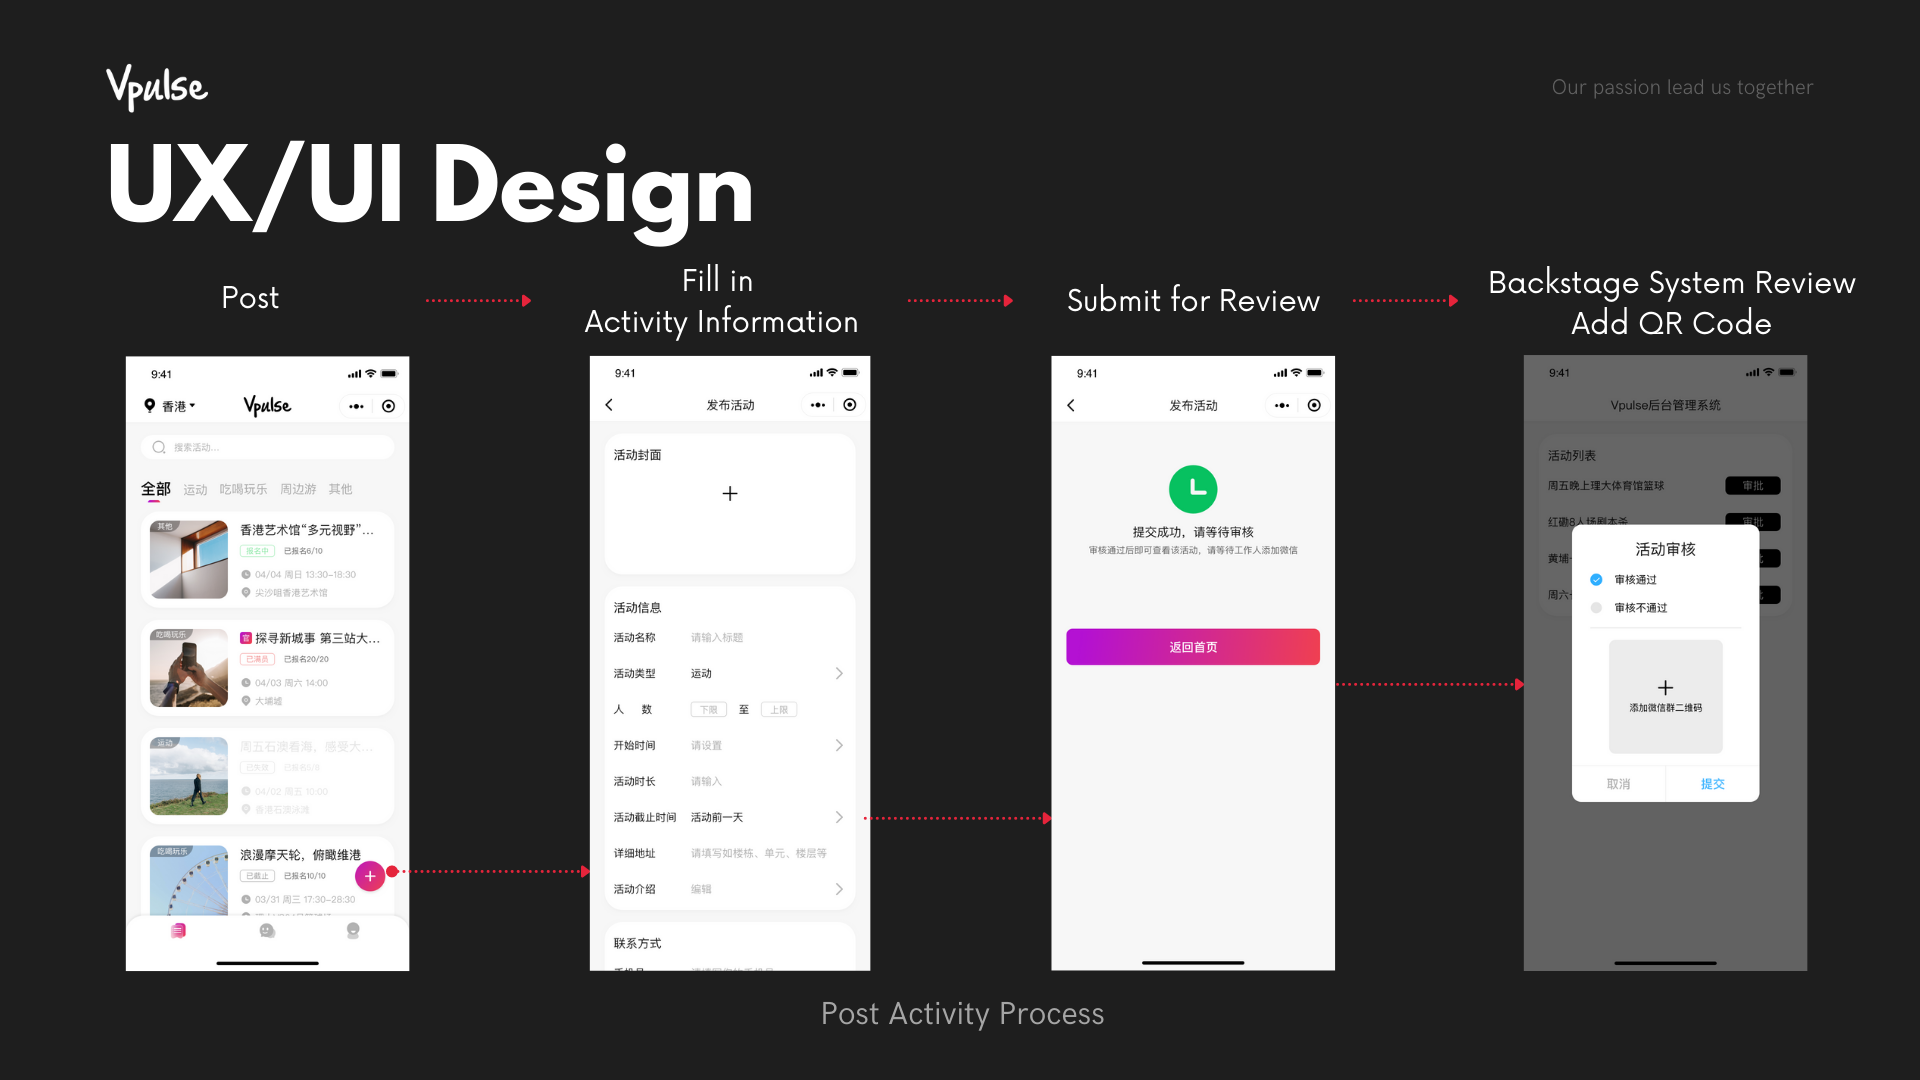 Vpulse
Our passion lead us together
UX/UI Design
Post
Fill in
Activity Information
Submit for Review
Backstage System Review
Add QR Code
9:41
香港
Vpulse
搜索活动...
全部 运动 吃喝玩乐 周边游 其他
其他
香港艺术馆“多元视野”...
报名中 已报名6/10
04/04 周日 13:30-18:30
尖沙咀香港艺术馆
吃喝玩乐
官 探寻新城事 第三站大...
已满员 已报名20/20
04/03 周六 14:00
大埔墟
运动
周五石澳看海，感受大...
已失效
04/02 周五 10:00
吃喝玩乐
浪漫摩天轮，俯瞰维港
已截止 已报名10/10
03/31 周三 17:30-28:30
9:41
发布活动
活动封面
活动信息
活动名称 请输入标题
活动类型 运动
人 数 下限 至 上限
开始时间 请设置
活动时长 请输入
活动截止时间 活动前一天
详细地址 请填写如楼栋、单元、楼层等
活动介绍 编辑
联系方式
9:41
发布活动
提交成功，请等待审核
审核通过后即可查看该活动，请等待工作人添加微信
返回首页
9:41
Vpulse后台管理系统
活动列表
周五晚上理大体育馆篮球 审批
红磡8人场剧本杀 审批
黄埔
周六
活动审核
审核通过
审核不通过
添加微信群二维码
取消 提交
Post Activity Process